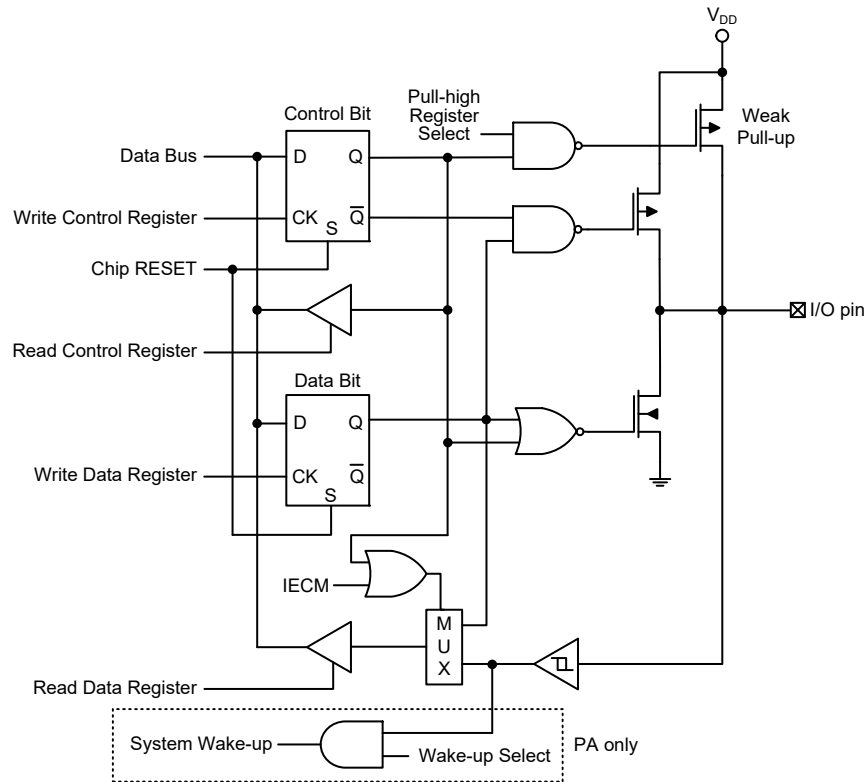 V_DD
Control Bit
Pull-high
Register
Select
Weak
Pull-up
Data Bus
D
Q
Write Control Register
CK
Q̅
S
Chip RESET
I/O pin
Read Control Register
Data Bit
D
Q
Write Data Register
CK
Q̅
S
IECM
M
U
X
Read Data Register
System Wake-up
Wake-up Select
PA only